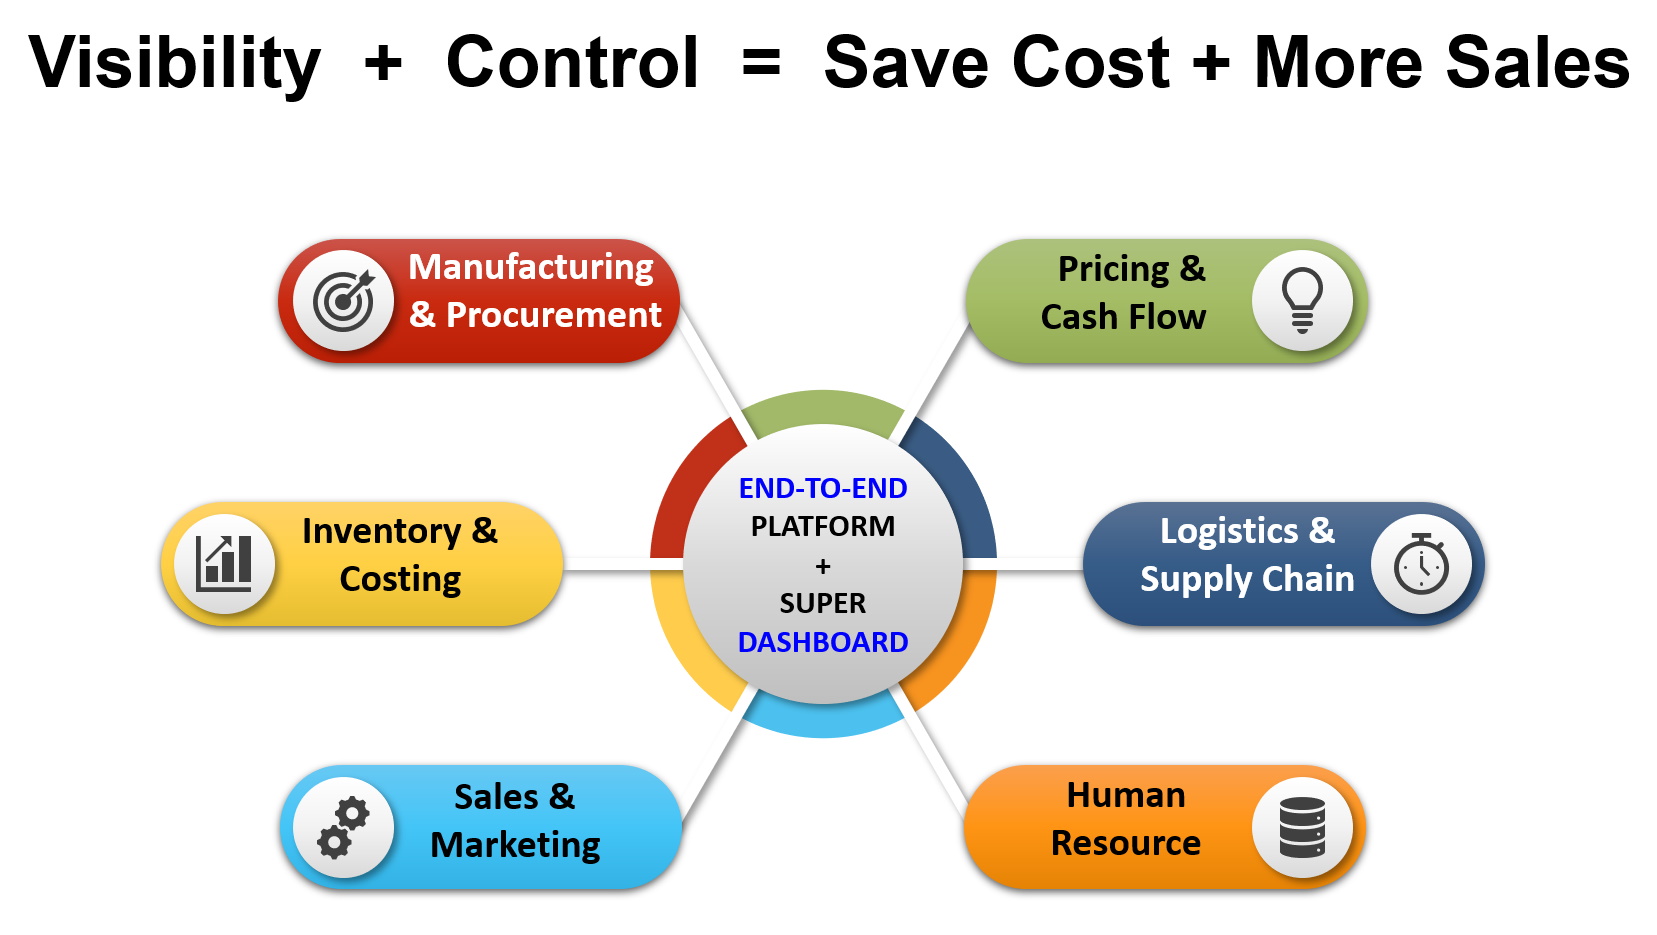 Visibility + Control = Save Cost + More Sales
Manufacturing
& Procurement
Pricing &
Cash Flow
Inventory &
Costing
END-TO-END
PLATFORM
+
SUPER
DASHBOARD
Logistics &
Supply Chain
Sales &
Marketing
Human
Resource